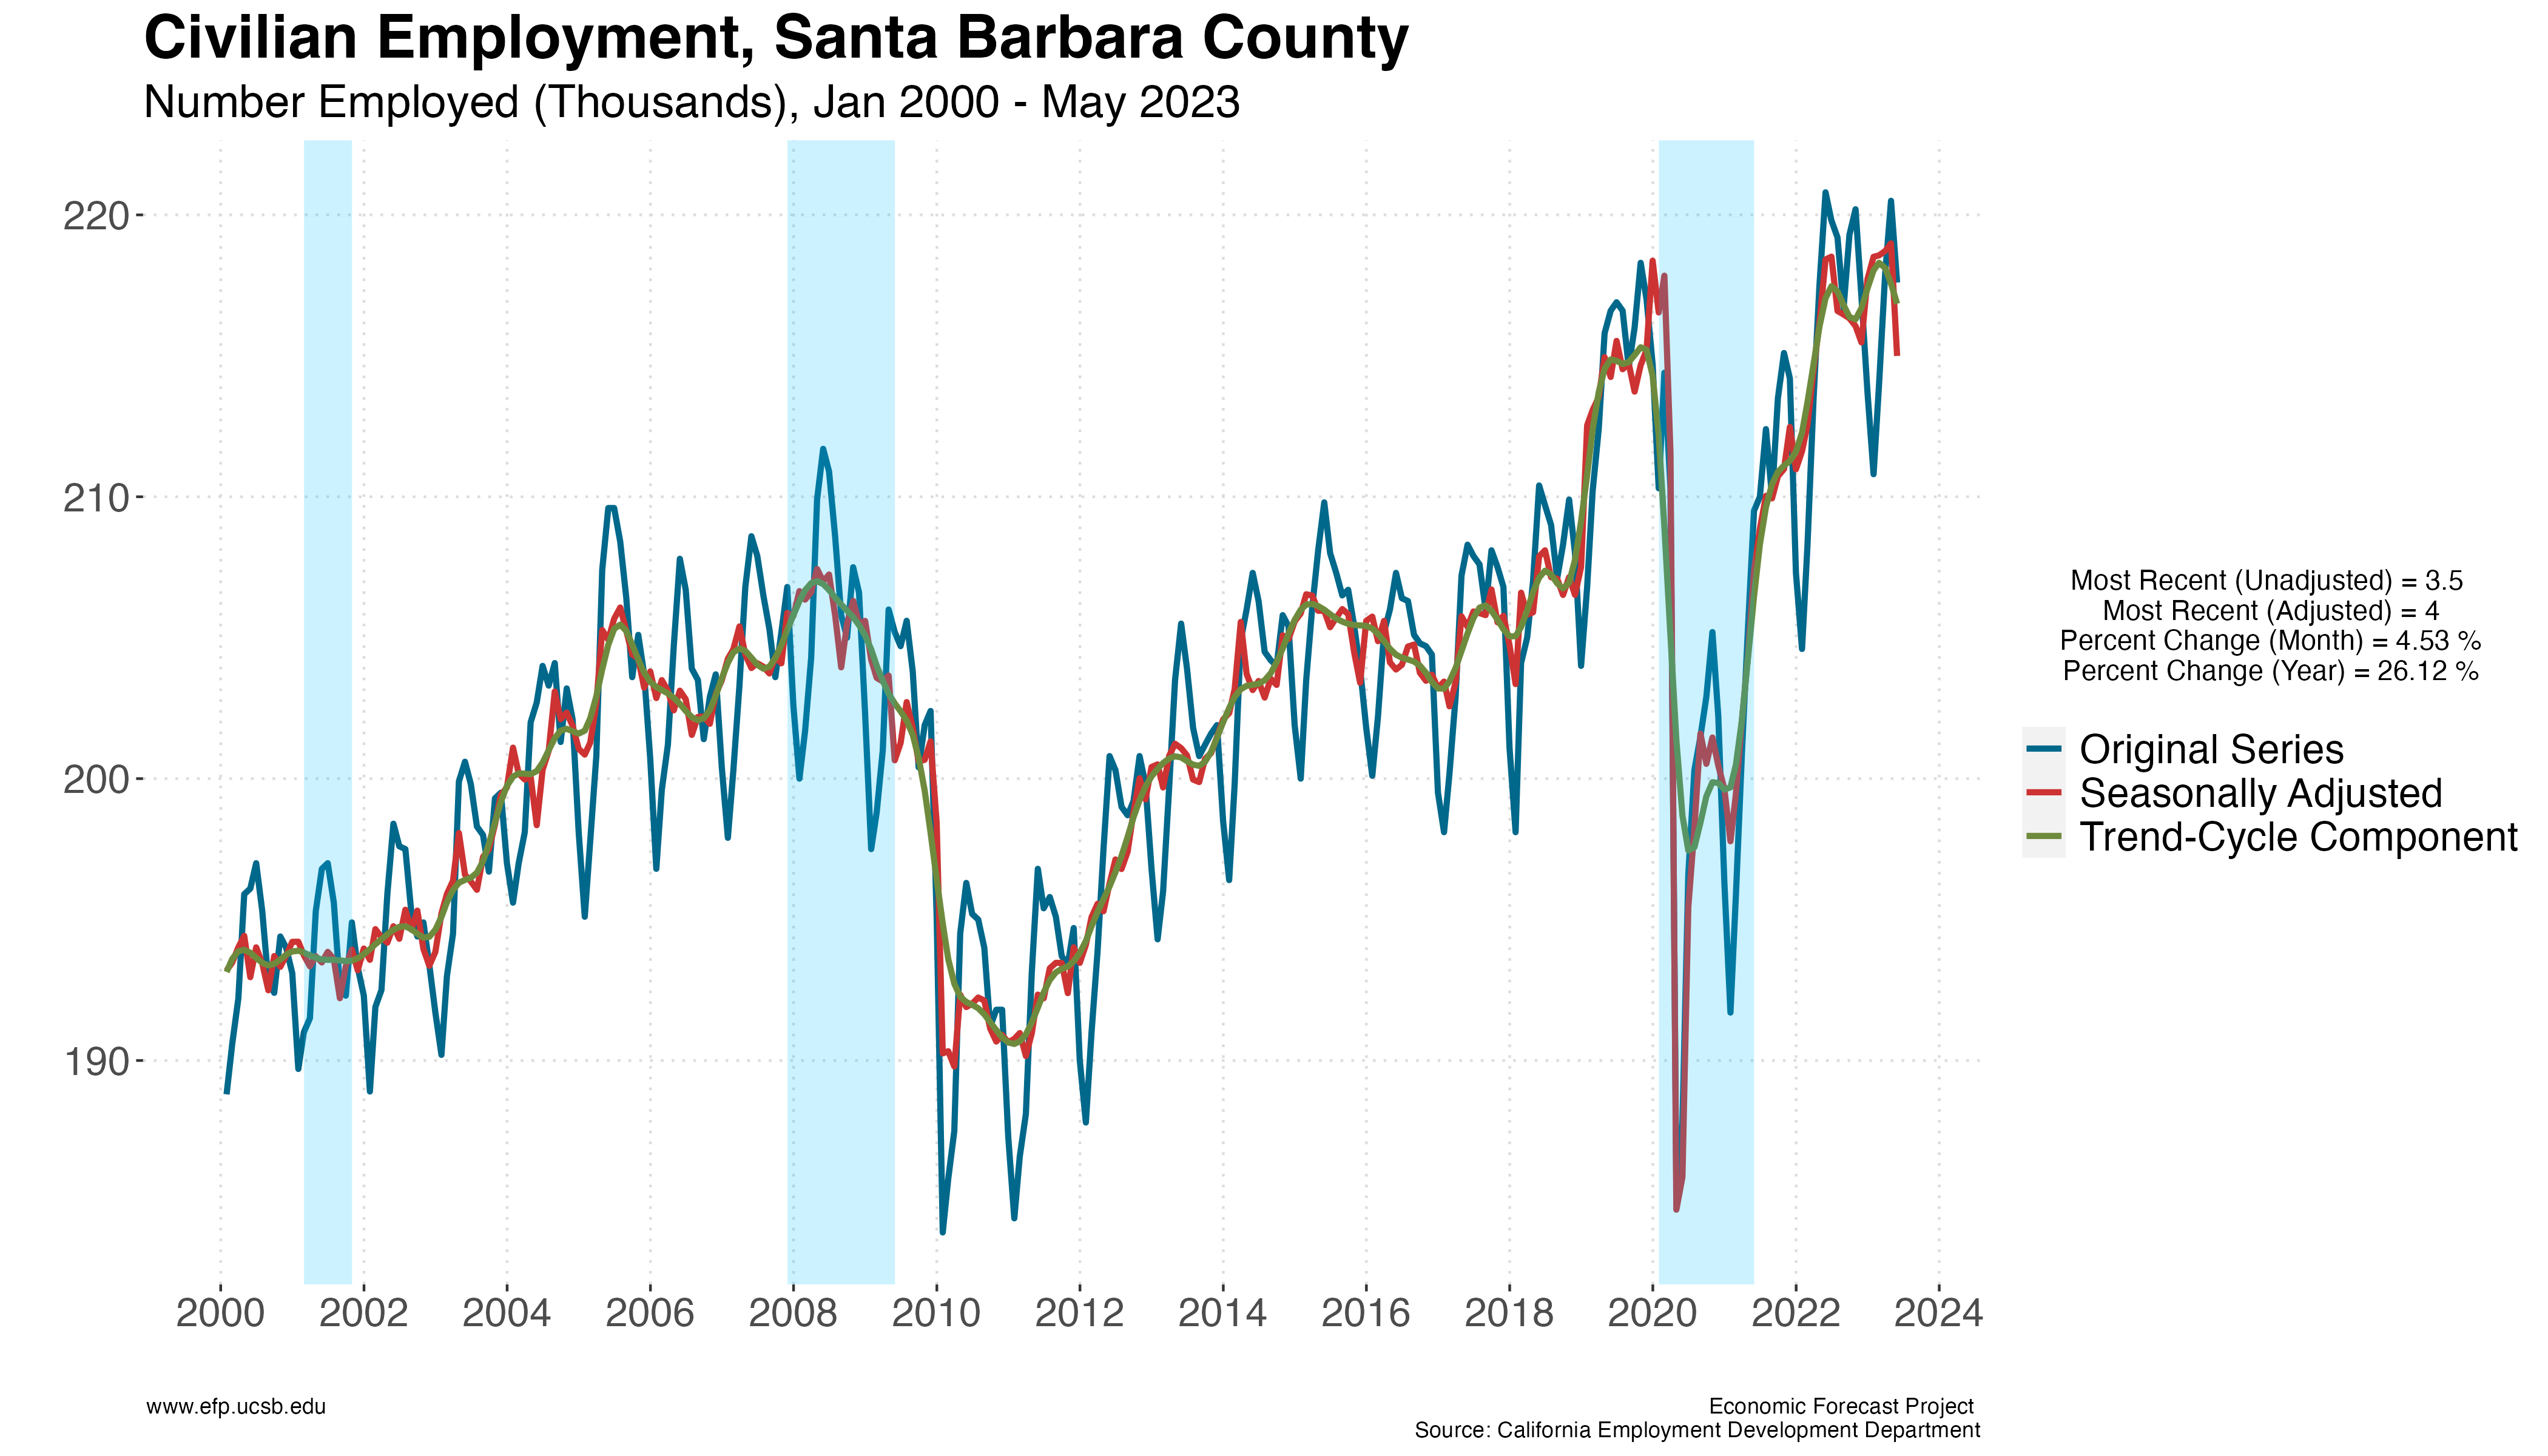 Civilian Employment, Santa Barbara County
Number Employed (Thousands), Jan 2000 - May 2023
220
210
200
190
2000 2002 2004 2006 2008 2010 2012 2014 2016 2018 2020 2022 2024
Most Recent (Unadjusted) = 3.5
Most Recent (Adjusted) = 4
Percent Change (Month) = 4.53 %
Percent Change (Year) = 26.12 %
Original Series
Seasonally Adjusted
Trend-Cycle Component
www.efp.ucsb.edu
Economic Forecast Project
Source: California Employment Development Department